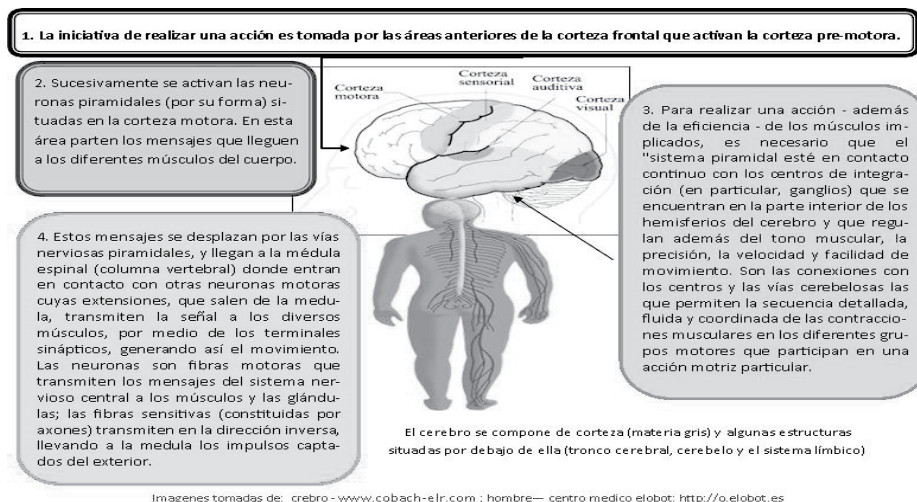 1. La iniciativa de realizar una acción es tomada por las áreas anteriores de la corteza frontal que activan la corteza pre-motora.
2. Sucesivamente se activan las neu-
ronas piramidales (por su forma) si-
tuadas en la corteza motora. En esta
área parten los mensajes que lleguen
a los diferentes músculos del cuerpo.
Corteza
motora
Corteza
sensorial
Corteza
auditiva
Corteza
visual
3. Para realizar una acción - además
de la eficiencia - de los músculos im-
plicados, es necesario que el
"sistema piramidal esté en contacto
continuo con los centros de integra-
ción (en particular, ganglios) que se
encuentran en la parte interior de los
hemisferios del cerebro y que regu-
lan además del tono muscular, la
precisión, la velocidad y facilidad de
movimiento. Son las conexiones con
los centros y las vías cerebelosas las
que permiten la secuencia detallada,
fluida y coordinada de las contraccio-
nes musculares en los diferentes gru-
pos motores que participan en una
acción motriz particular.
4. Estos mensajes se desplazan por las vías
nerviosas piramidales, y llegan a la médula
espinal (columna vertebral) donde entran
en contacto con otras neuronas motoras
cuyas extensiones, que salen de la medu-
la, transmiten la señal a los diversos
músculos, por medio de los terminales
sinápticos, generando así el movimiento.
Las neuronas son fibras motoras que
transmiten los mensajes del sistema ner-
vioso central a los músculos y las glándu-
las; las fibras sensitivas (constituidas por
axones) transmiten en la dirección inversa,
llevando a la medula los impulsos capta-
dos del exterior.
El cerebro se compone de corteza (materia gris) y algunas estructuras
situadas por debajo de ella (tronco cerebral, cerebelo y el sistema límbico)
Imagenes tomadas de: crebro - www.cobach-elr.com ; hombre— centro medico elobot: http://o.elobot.es